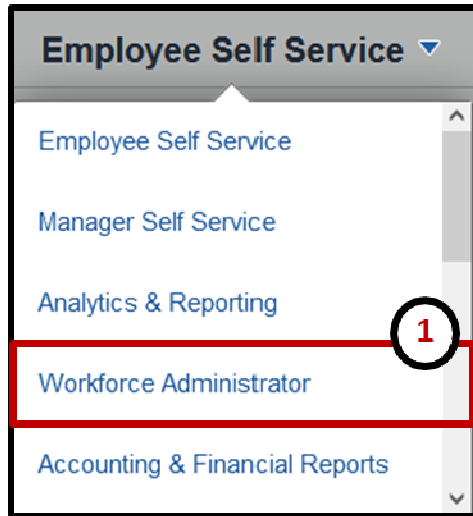 Employee Self Service
Employee Self Service
Manager Self Service
Analytics & Reporting
1
Workforce Administrator
Accounting & Financial Reports